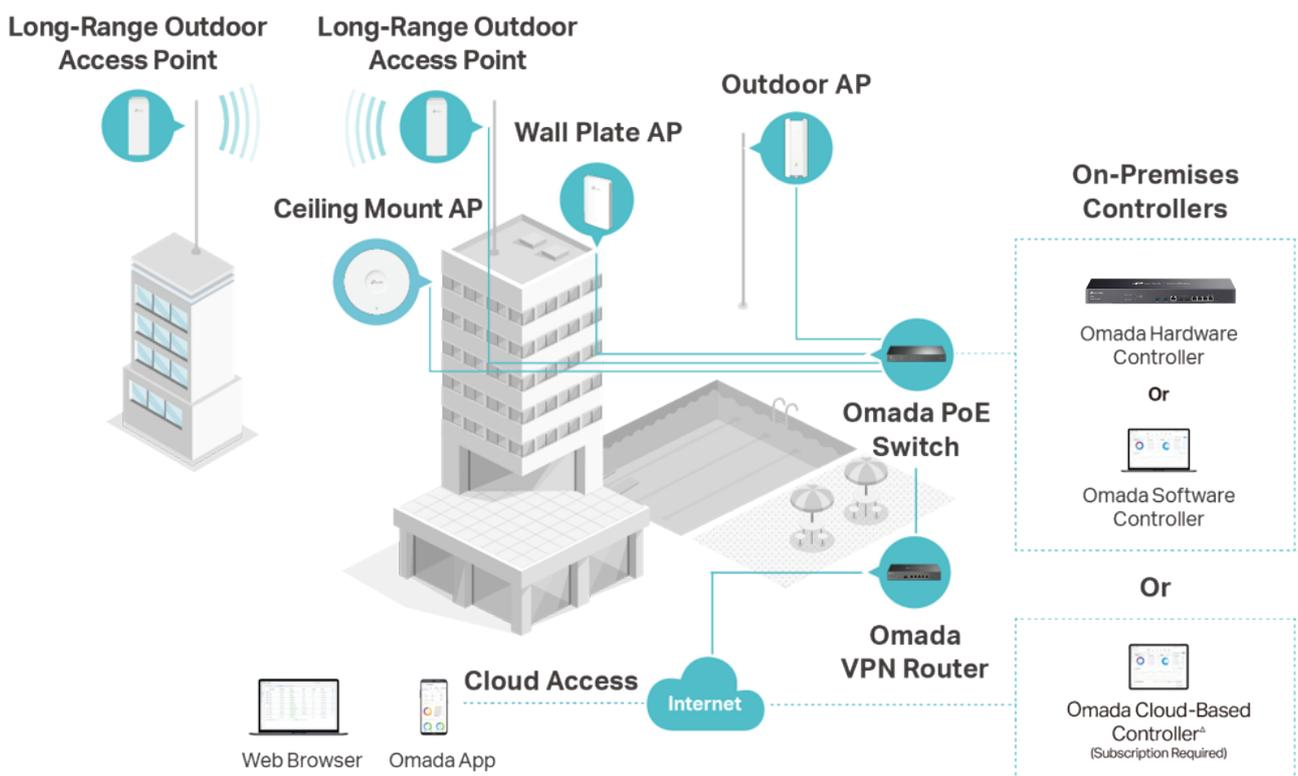 Long-Range Outdoor
Access Point
Long-Range Outdoor
Access Point
Outdoor AP
Wall Plate AP
Ceiling Mount AP
On-Premises
Controllers
Omada Hardware
Controller
Or
Omada Software
Controller
Omada PoE
Switch
Or
Omada
VPN Router
Cloud Access
Internet
Web Browser
Omada App
Omada Cloud-Based
Controller△
(Subscription Required)